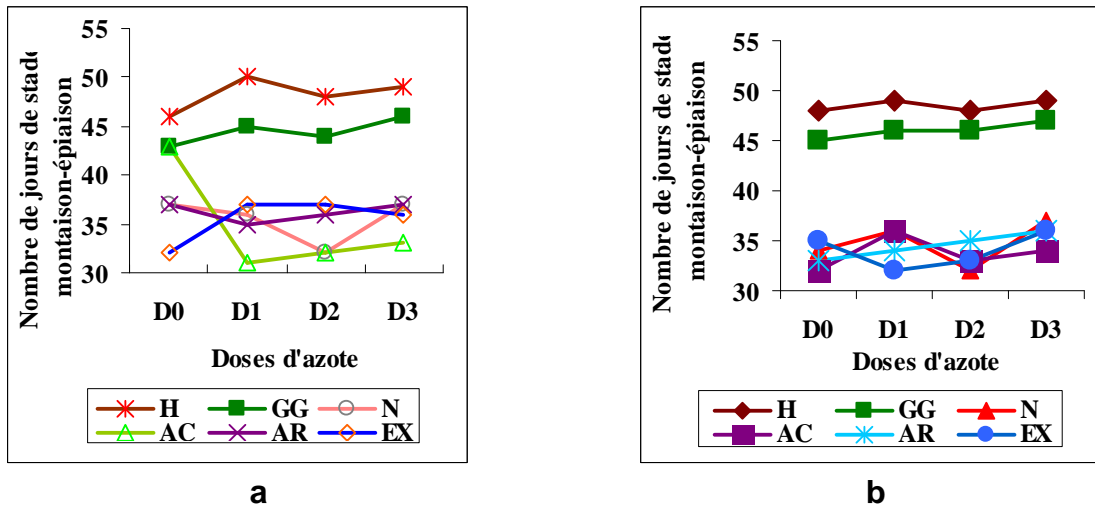 Nombre de jours de stade
montaison-épiaison
55
50
45
40
35
30
D0 D1 D2 D3
Doses d'azote
H GG N
AC AR EX
a
Nombre de jours de stade
montaison-épiaison
55
50
45
40
35
30
D0 D1 D2 D3
Doses d'azote
H GG N
AC AR EX
b